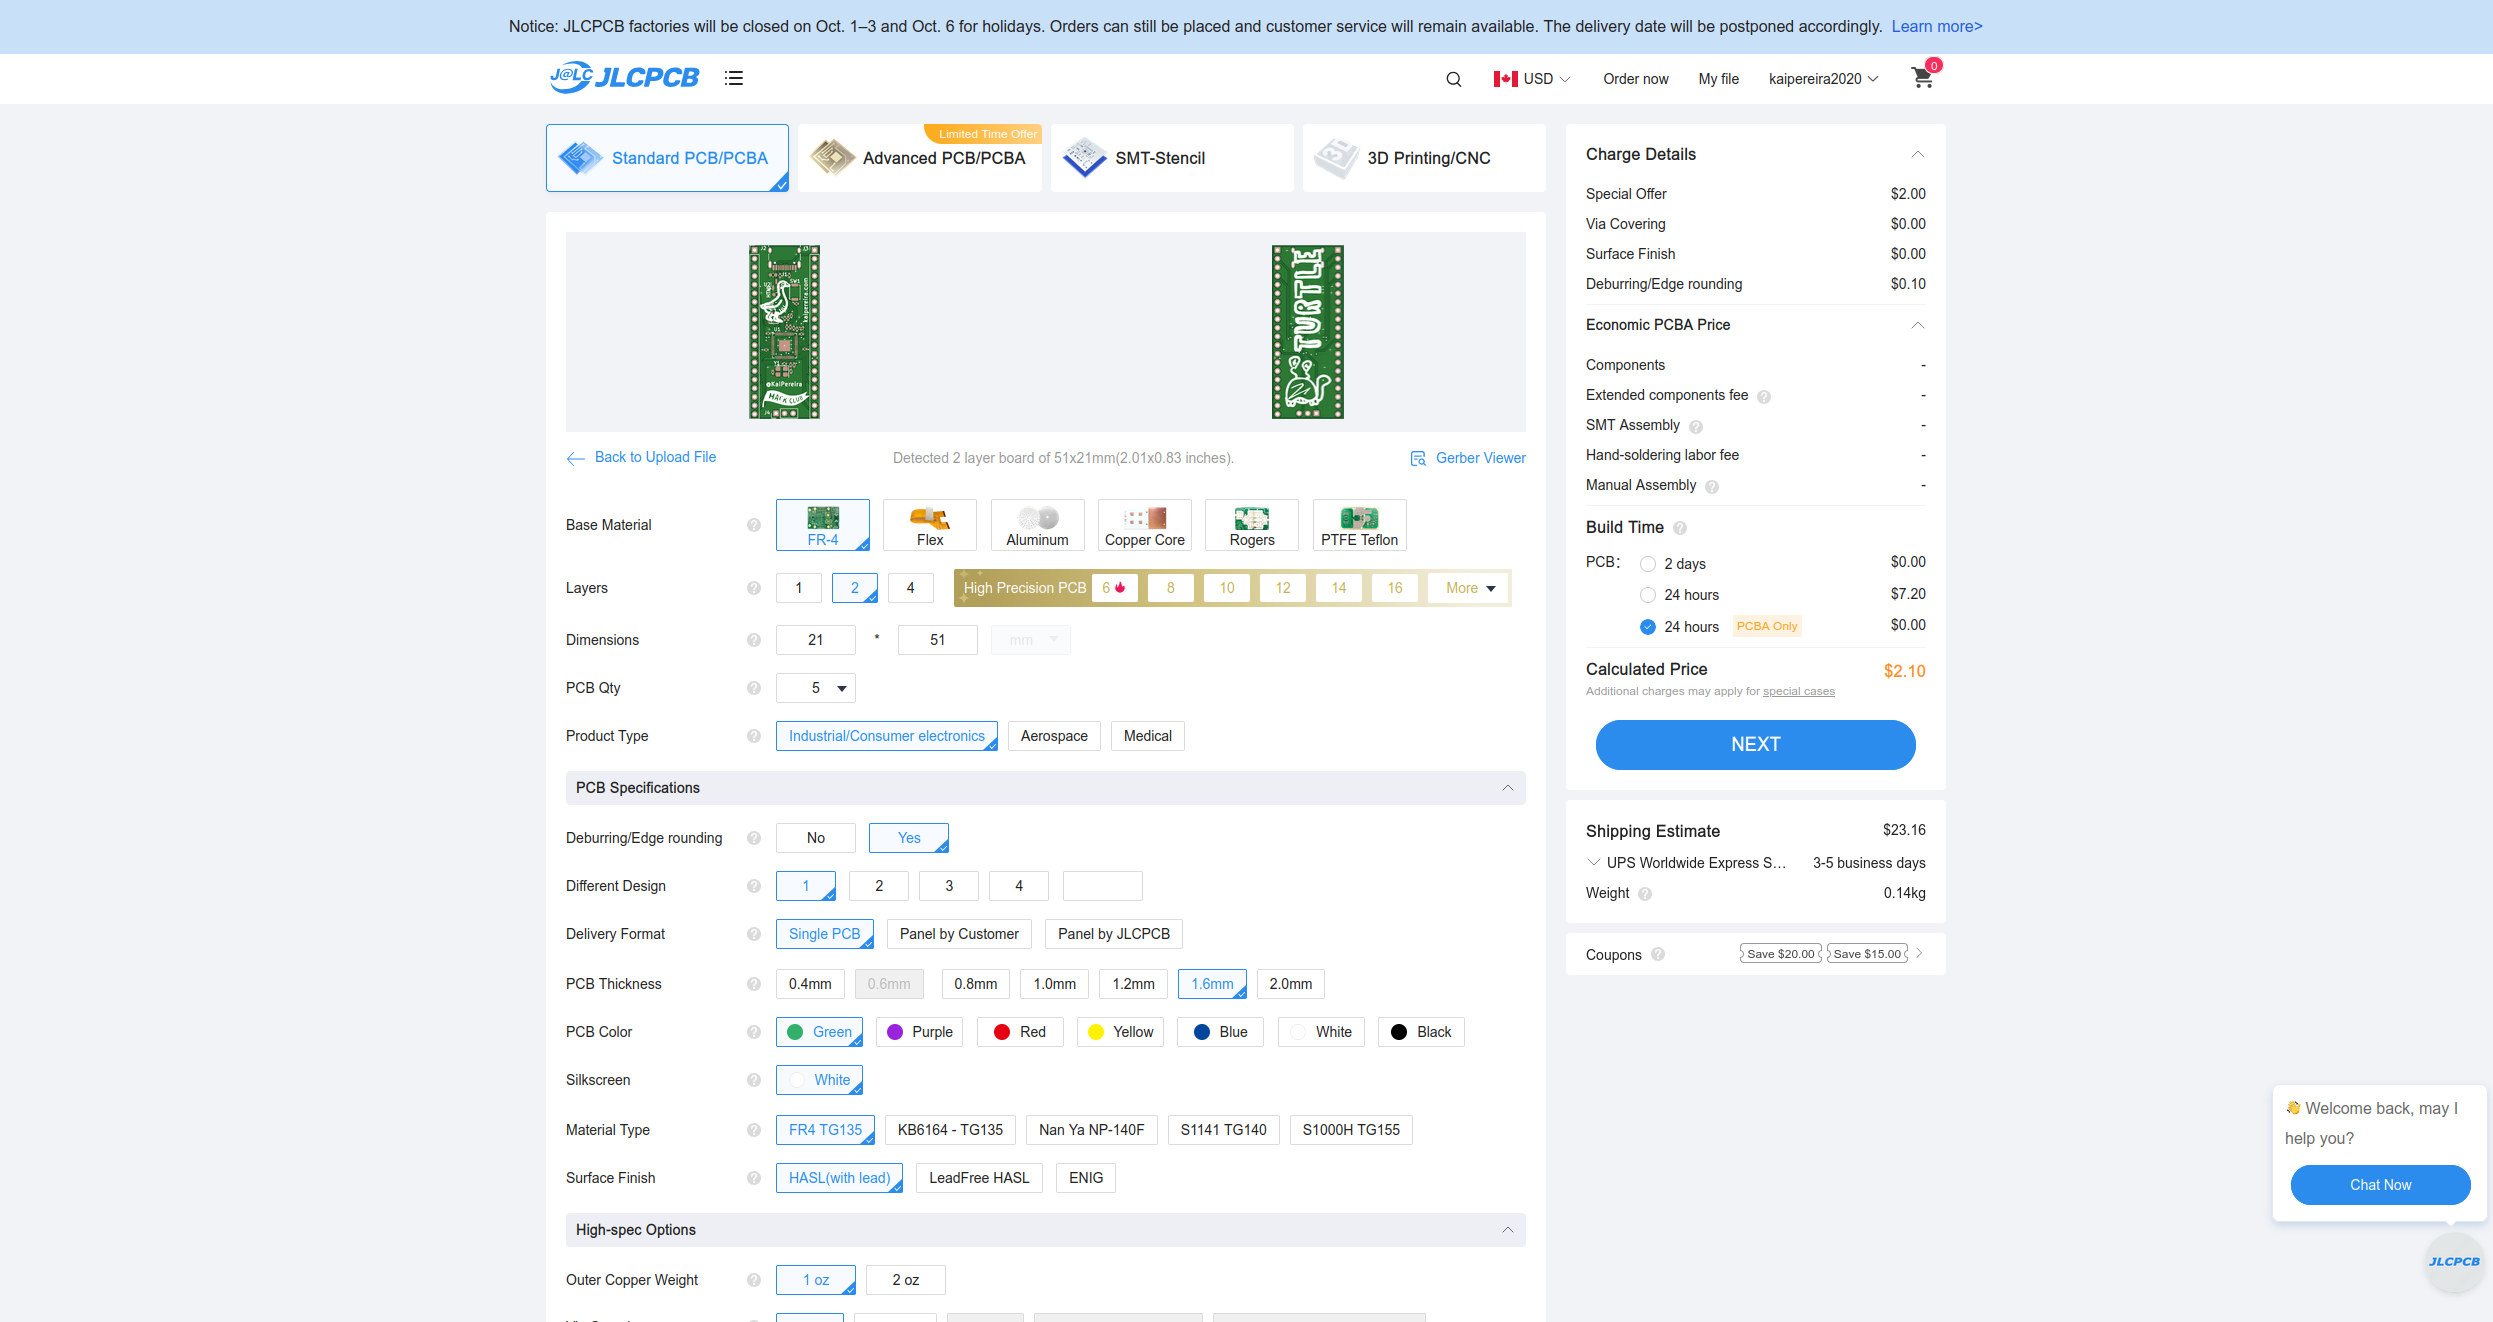 Notice: JLCPCB factories will be closed on Oct. 1–3 and Oct. 6 for holidays. Orders can still be placed and customer service will remain available. The delivery date will be postponed accordingly. Learn more>
J@LC JLCPCB
USD
Order now
My file
kaipereira2020
0
Standard PCB/PCBA
Limited Time Offer
Advanced PCB/PCBA
SMT-Stencil
3D Printing/CNC
kaipereira.com
@KaiPereira
HACK CLUB
TURTLE
Back to Upload File
Detected 2 layer board of 51x21mm(2.01x0.83 inches).
Gerber Viewer
Base Material
FR-4 Flex Aluminum Copper Core Rogers PTFE Teflon
Layers 1 2 4 High Precision PCB 6 8 10 12 14 16 More
Dimensions 21 * 51 mm
PCB Qty 5
Product Type Industrial/Consumer electronics Aerospace Medical
PCB Specifications
Deburring/Edge rounding No Yes
Different Design 1 2 3 4
Delivery Format Single PCB Panel by Customer Panel by JLCPCB
PCB Thickness 0.4mm 0.6mm 0.8mm 1.0mm 1.2mm 1.6mm 2.0mm
PCB Color Green Purple Red Yellow Blue White Black
Silkscreen White
Material Type FR4 TG135 KB6164 - TG135 Nan Ya NP-140F S1141 TG140 S1000H TG155
Surface Finish HASL(with lead) LeadFree HASL ENIG
High-spec Options
Outer Copper Weight 1 oz 2 oz
Charge Details
Special Offer $2.00
Via Covering $0.00
Surface Finish $0.00
Deburring/Edge rounding $0.10
Economic PCBA Price
Components -
Extended components fee -
SMT Assembly -
Hand-soldering labor fee -
Manual Assembly -
Build Time
PCB: 2 days $0.00
24 hours $7.20
24 hours PCBA Only $0.00
Calculated Price $2.10
Additional charges may apply for special cases
NEXT
Shipping Estimate $23.16
UPS Worldwide Express S... 3-5 business days
Weight 0.14kg
Coupons Save $20.00 Save $15.00
👋 Welcome back, may I
help you?
Chat Now
JLCPCB